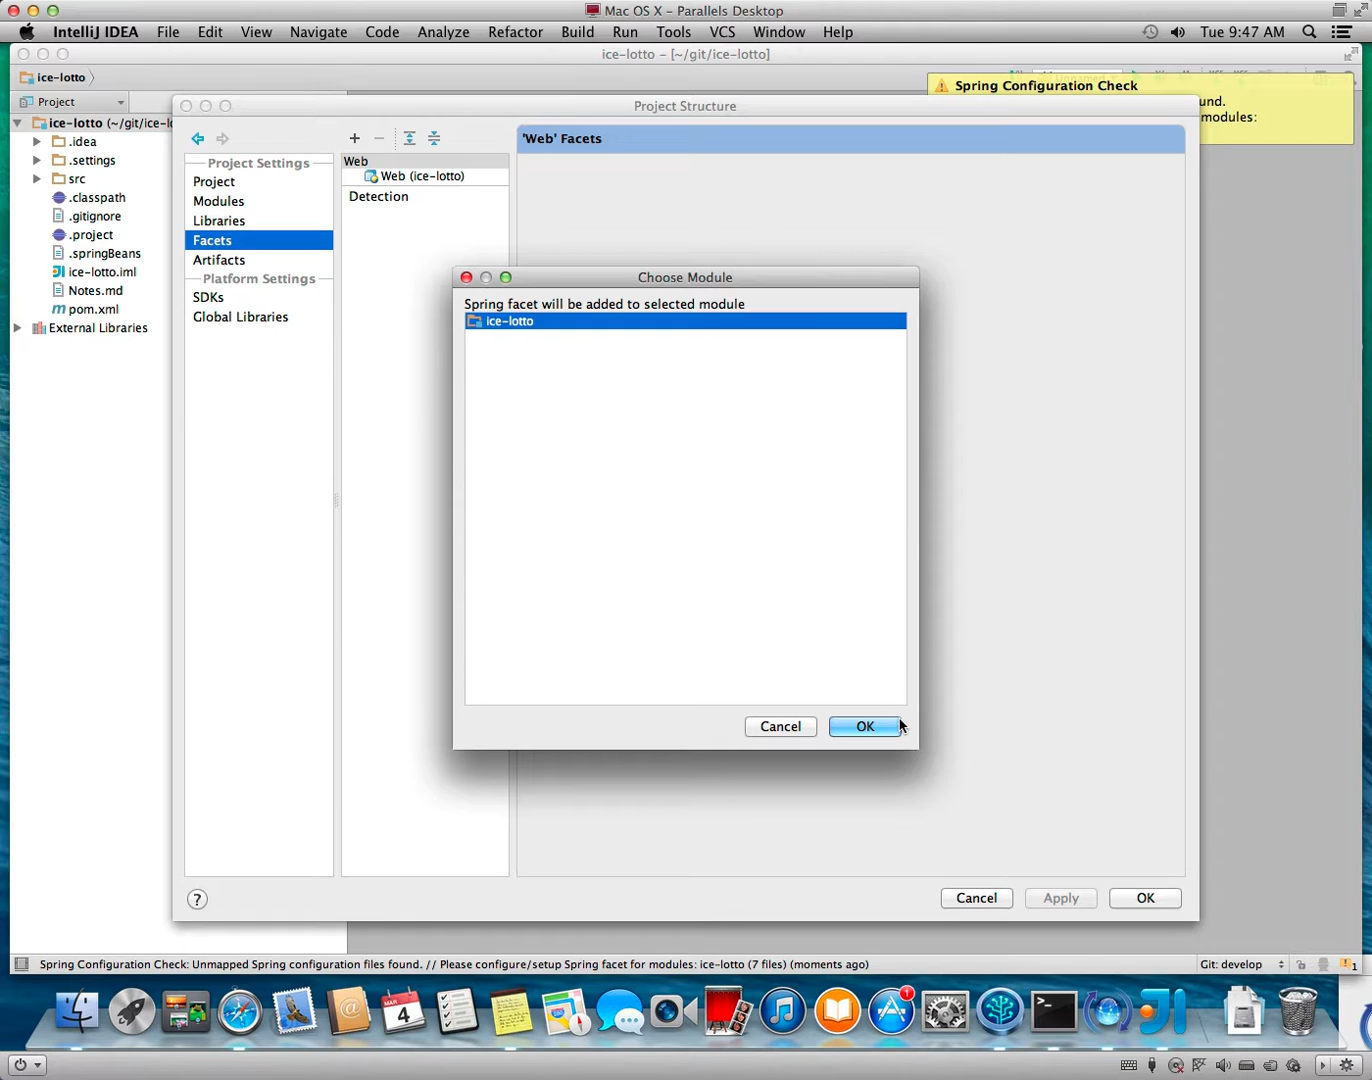 Mac OS X - Parallels Desktop
IntelliJ IDEA File Edit View Navigate Code Analyze Refactor Build Run Tools VCS Window Help Tue 9:47 AM
ice-lotto – [~/git/ice-lotto]
ice-lotto
Spring Configuration Check
Project
Project Structure
und.
modules:
ice-lotto (~/git/ice-l
.idea
.settings
src
.classpath
.gitignore
.project
.springBeans
ice-lotto.iml
Notes.md
pom.xml
External Libraries
Project Settings
Project
Modules
Libraries
Facets
Artifacts
Platform Settings
SDKs
Global Libraries
Web
Web (ice-lotto)
Detection
'Web' Facets
Choose Module
Spring facet will be added to selected module
ice-lotto
Cancel OK
? Cancel Apply OK
Spring Configuration Check: Unmapped Spring configuration files found. // Please configure/setup Spring facet for modules: ice-lotto (7 files) (moments ago) Git: develop 1
MAR
4
1